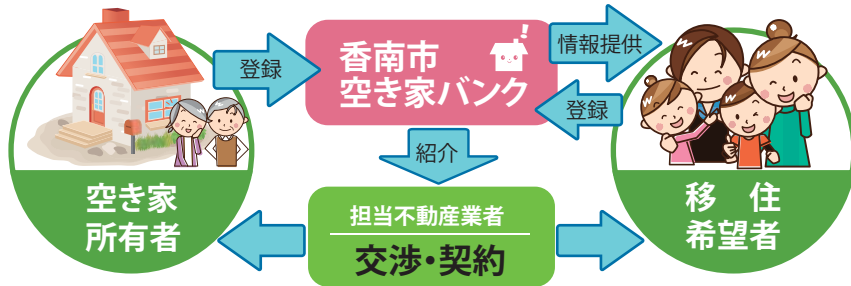 登録
香南市
空き家バンク
情報提供
登録
紹介
空き家
所有者
担当不動産業者
交渉・契約
移 住
希望者